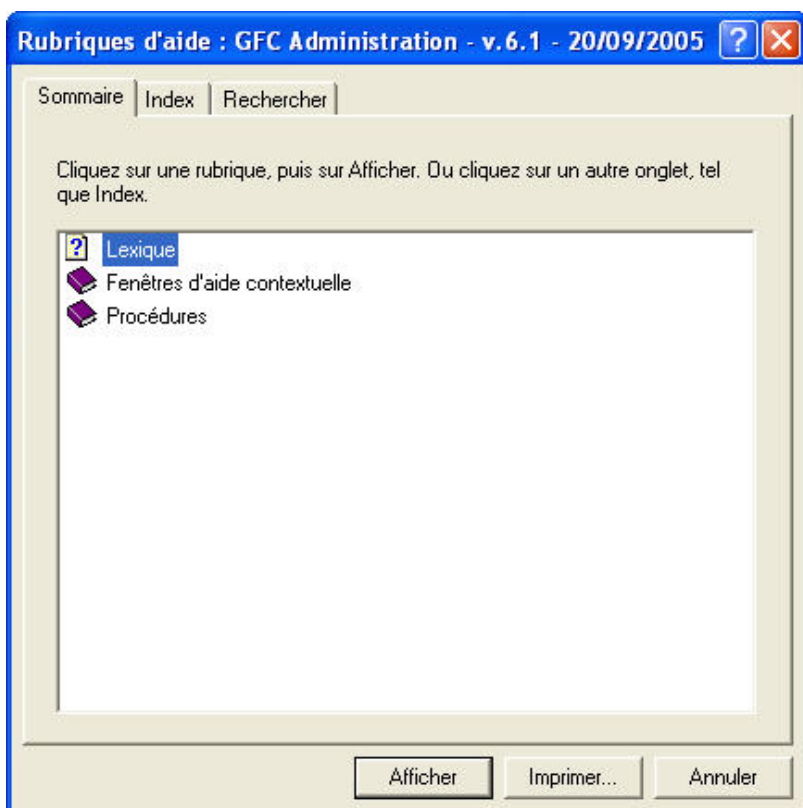 Rubriques d'aide : GFC Administration - v.6.1 - 20/09/2005
Sommaire Index Rechercher
Cliquez sur une rubrique, puis sur Afficher. Ou cliquez sur un autre onglet, tel
que Index.
Lexique
Fenêtres d'aide contextuelle
Procédures
Afficher Imprimer... Annuler